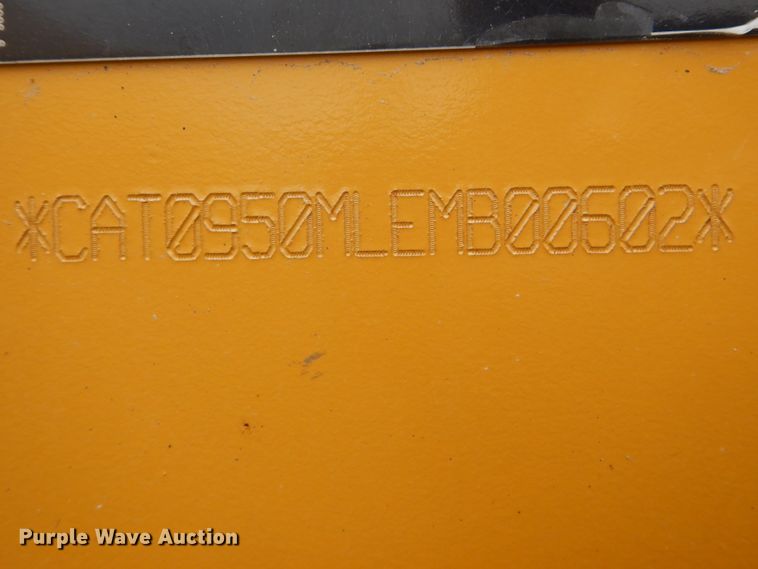 *CAT0950MLEMB00602*
Purple Wave Auction